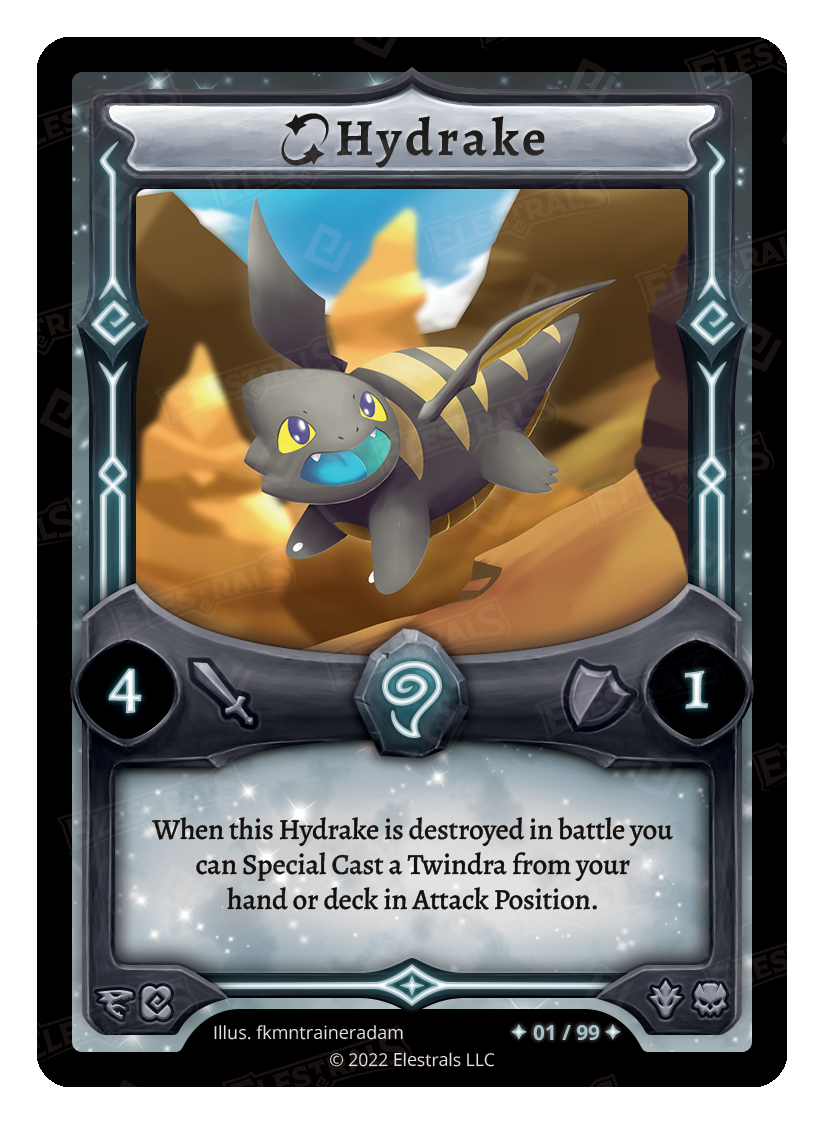 Hydrake
4
1
When this Hydrake is destroyed in battle you
can Special Cast a Twindra from your
hand or deck in Attack Position.
Illus. fkmntraineradam
✦ 01 / 99 ✦
© 2022 Elestrals LLC
ELESTRALS